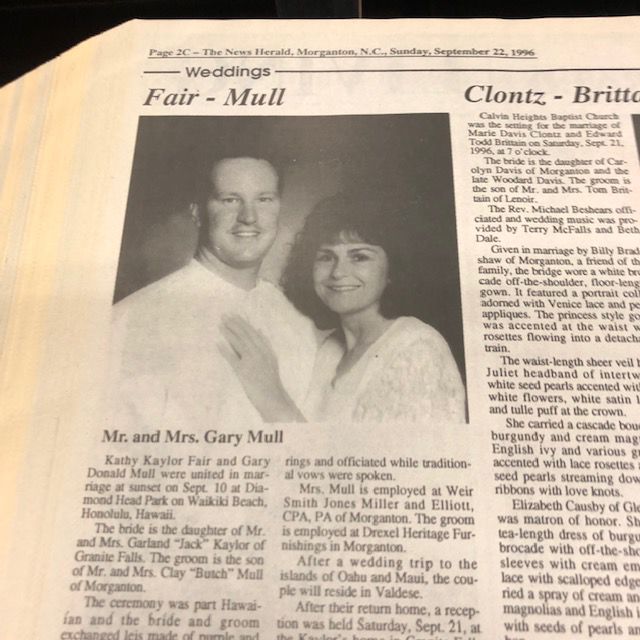 Page 2C – The News Herald, Morganton, N.C., Sunday, September 22, 1996
Weddings
Fair - Mull
Mr. and Mrs. Gary Mull
Kathy Kaylor Fair and Gary
Donald Mull were united in mar-
riage at sunset on Sept. 10 at Dia-
mond Head Park on Waikiki Beach,
Honolulu, Hawaii.
The bride is the daughter of Mr.
and Mrs. Garland "Jack" Kaylor of
Granite Falls. The groom is the son
of Mr. and Mrs. Clay "Butch" Mull
of Morganton.
The ceremony was part Hawai-
ian and the bride and groom
exchanged leis made of purple and
rings and officiated while tradition-
al vows were spoken.
Mrs. Mull is employed at Weir
Smith Jones Miller and Elliott,
CPA, PA of Morganton. The groom
is employed at Drexel Heritage Fur-
nishings in Morganton.
After a wedding trip to the
islands of Oahu and Maui, the cou-
ple will reside in Valdese.
After their return home, a recep-
tion was held Saturday, Sept. 21, at
the Kaylor's home in Granite
Clontz - Britta
Calvin Heights Baptist Church
was the setting for the marriage of
Marie Davis Clontz and Edward
Todd Brittain on Saturday, Sept. 21,
1996, at 7 o'clock.
The bride is the daughter of Car-
olyn Davis of Morganton and the
late Woodard Davis. The groom is
the son of Mr. and Mrs. Tom Brit-
tain of Lenoir.
The Rev. Michael Beshears offi-
ciated and wedding music was pro-
vided by Terry McFalls and Beth
Dale.
Given in marriage by Billy Brad
shaw of Morganton, a friend of th
family, the bridge wore a white br
cade off-the-shoulder, floor-leng
gown. It featured a portrait coll
adorned with Venice lace and pe
appliques. The princess style go
was accented at the waist w
rosettes flowing into a detach
train.
The waist-length sheer veil
Juliet headband of intertw
white seed pearls accented wit
white flowers, white satin l
and tulle puff at the crown.
She carried a cascade bou
burgundy and cream mag
English ivy and various gr
accented with lace rosettes
seed pearls streaming dow
ribbons with love knots.
Elizabeth Causby of Gle
was matron of honor. Sh
tea-length dress of burgu
brocade with off-the-sho
sleeves with cream em
lace with scalloped edg
ried a spray of cream an
magnolias and English i
with seeds of pearls a